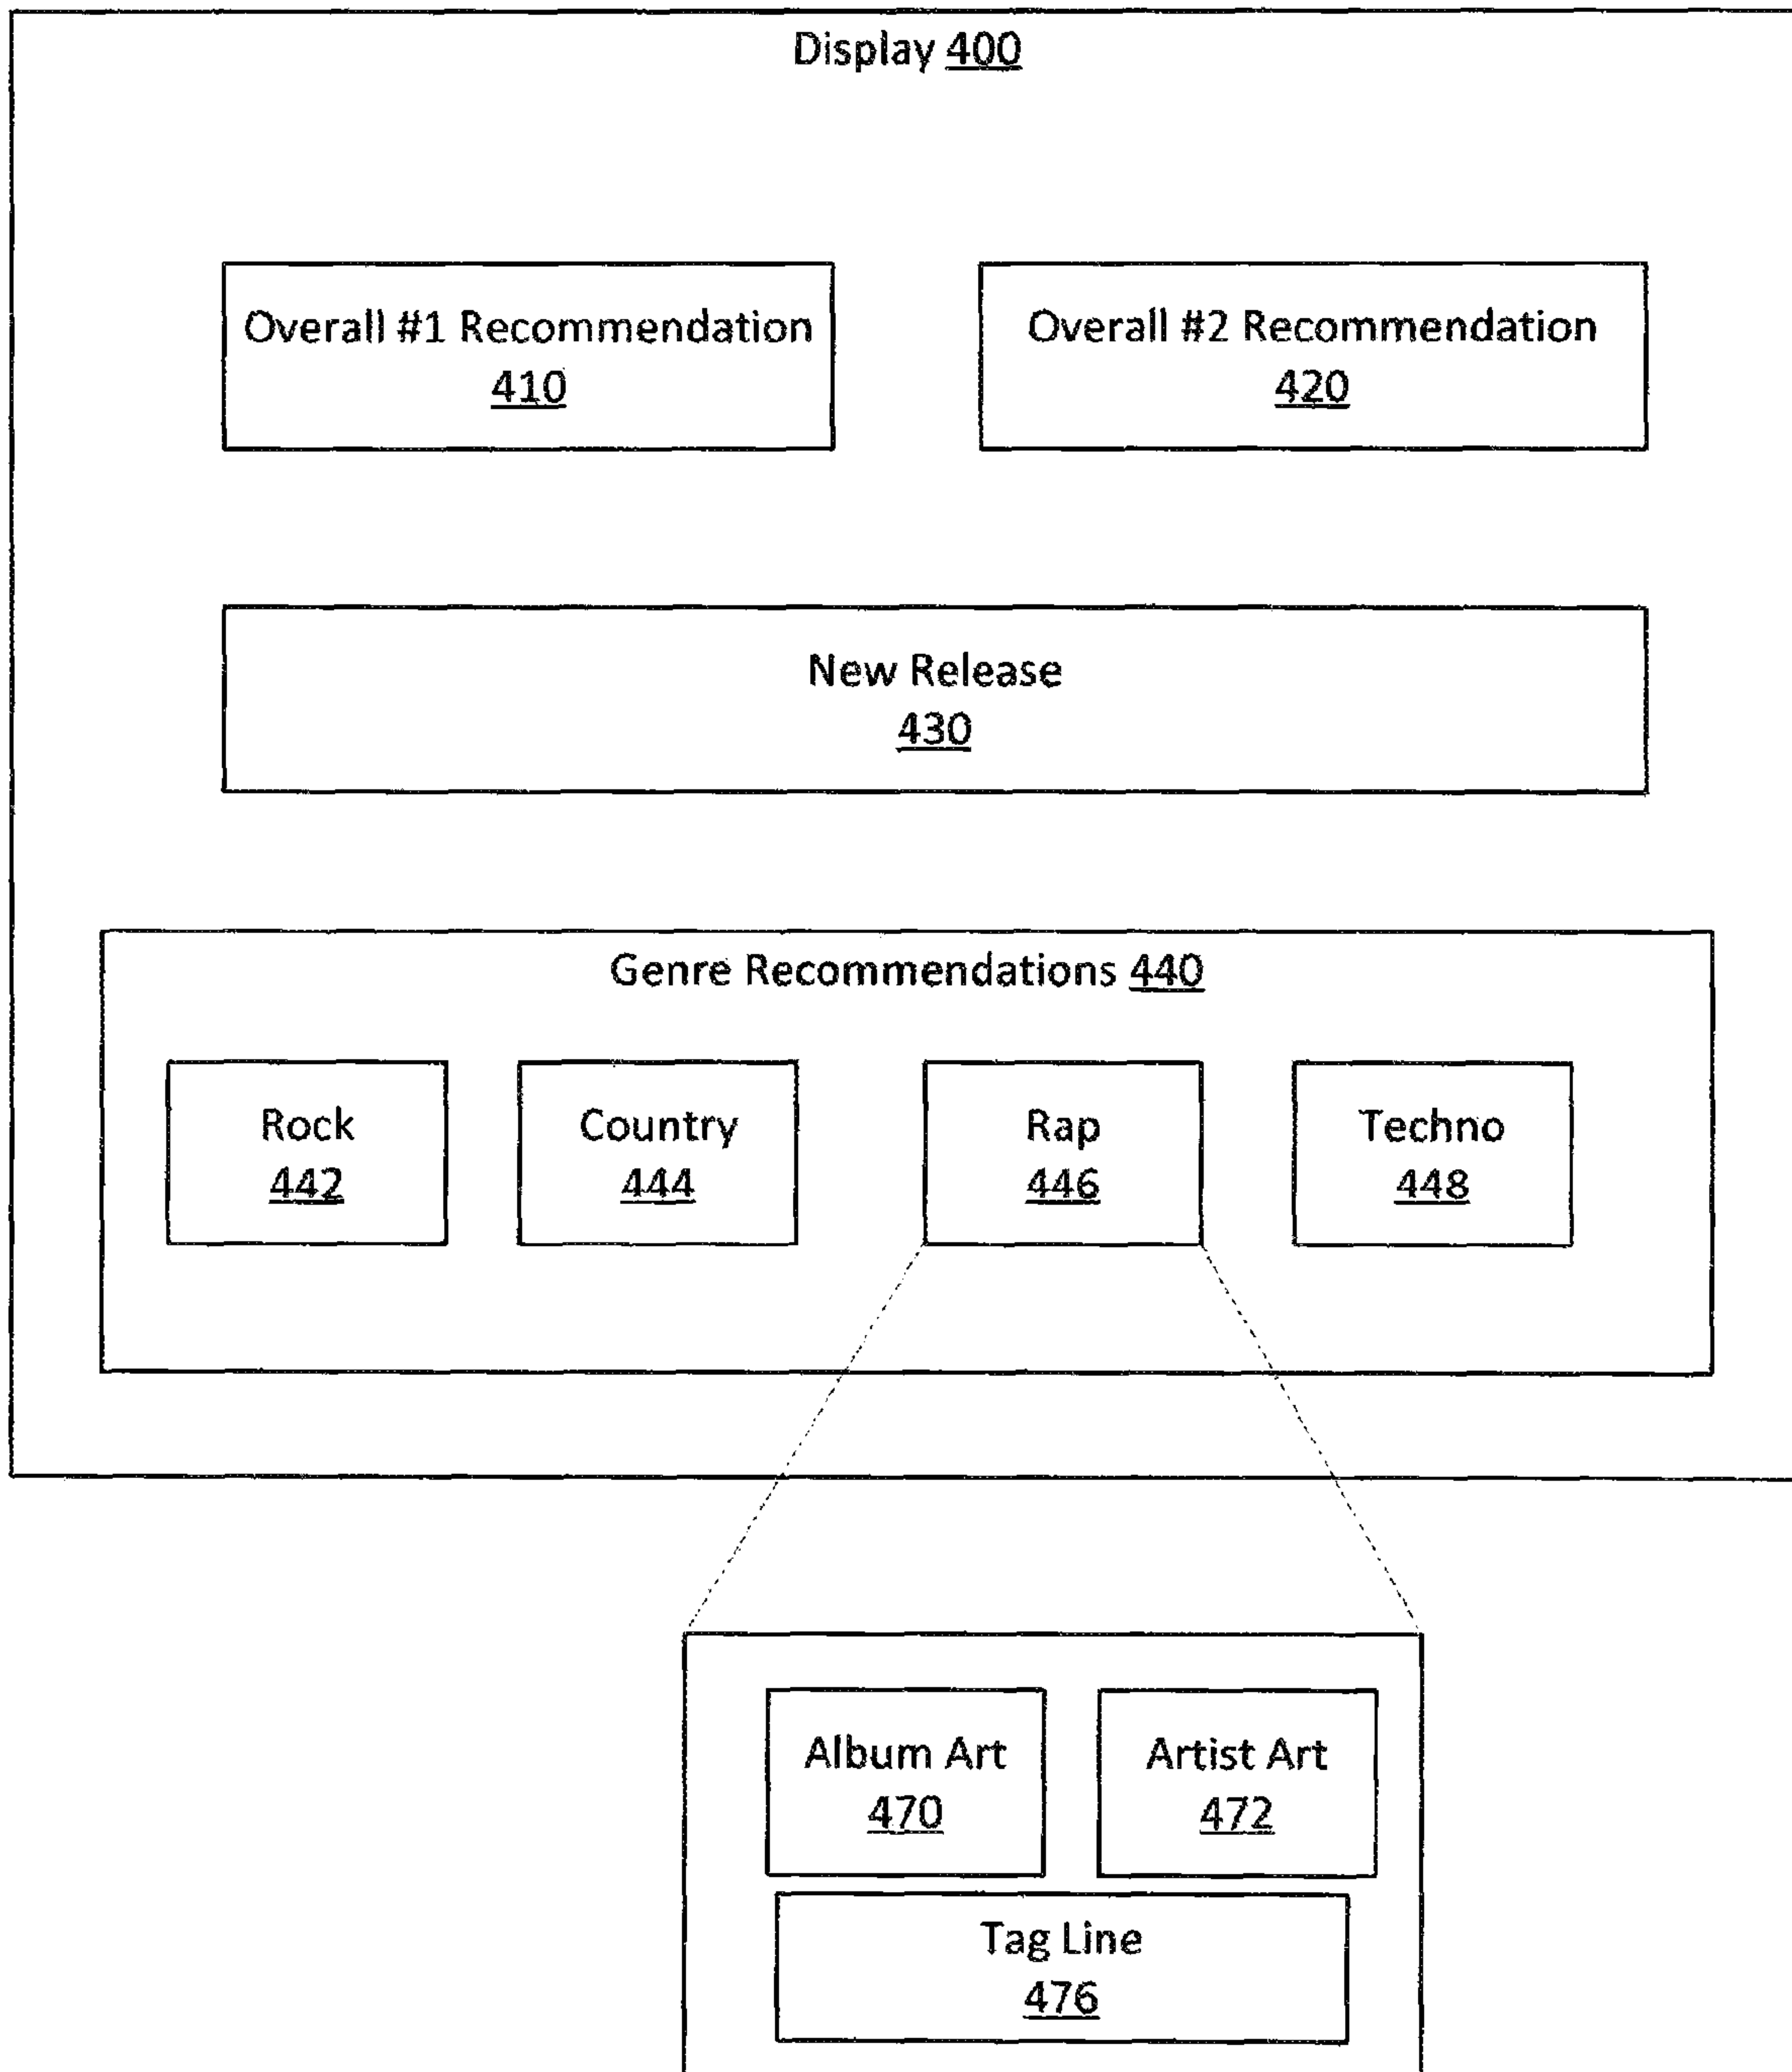 Display 400
Overall #1 Recommendation
410
Overall #2 Recommendation
420
New Release
430
Genre Recommendations 440
Rock
442
Country
444
Rap
446
Techno
448
Album Art
470
Artist Art
472
Tag Line
476